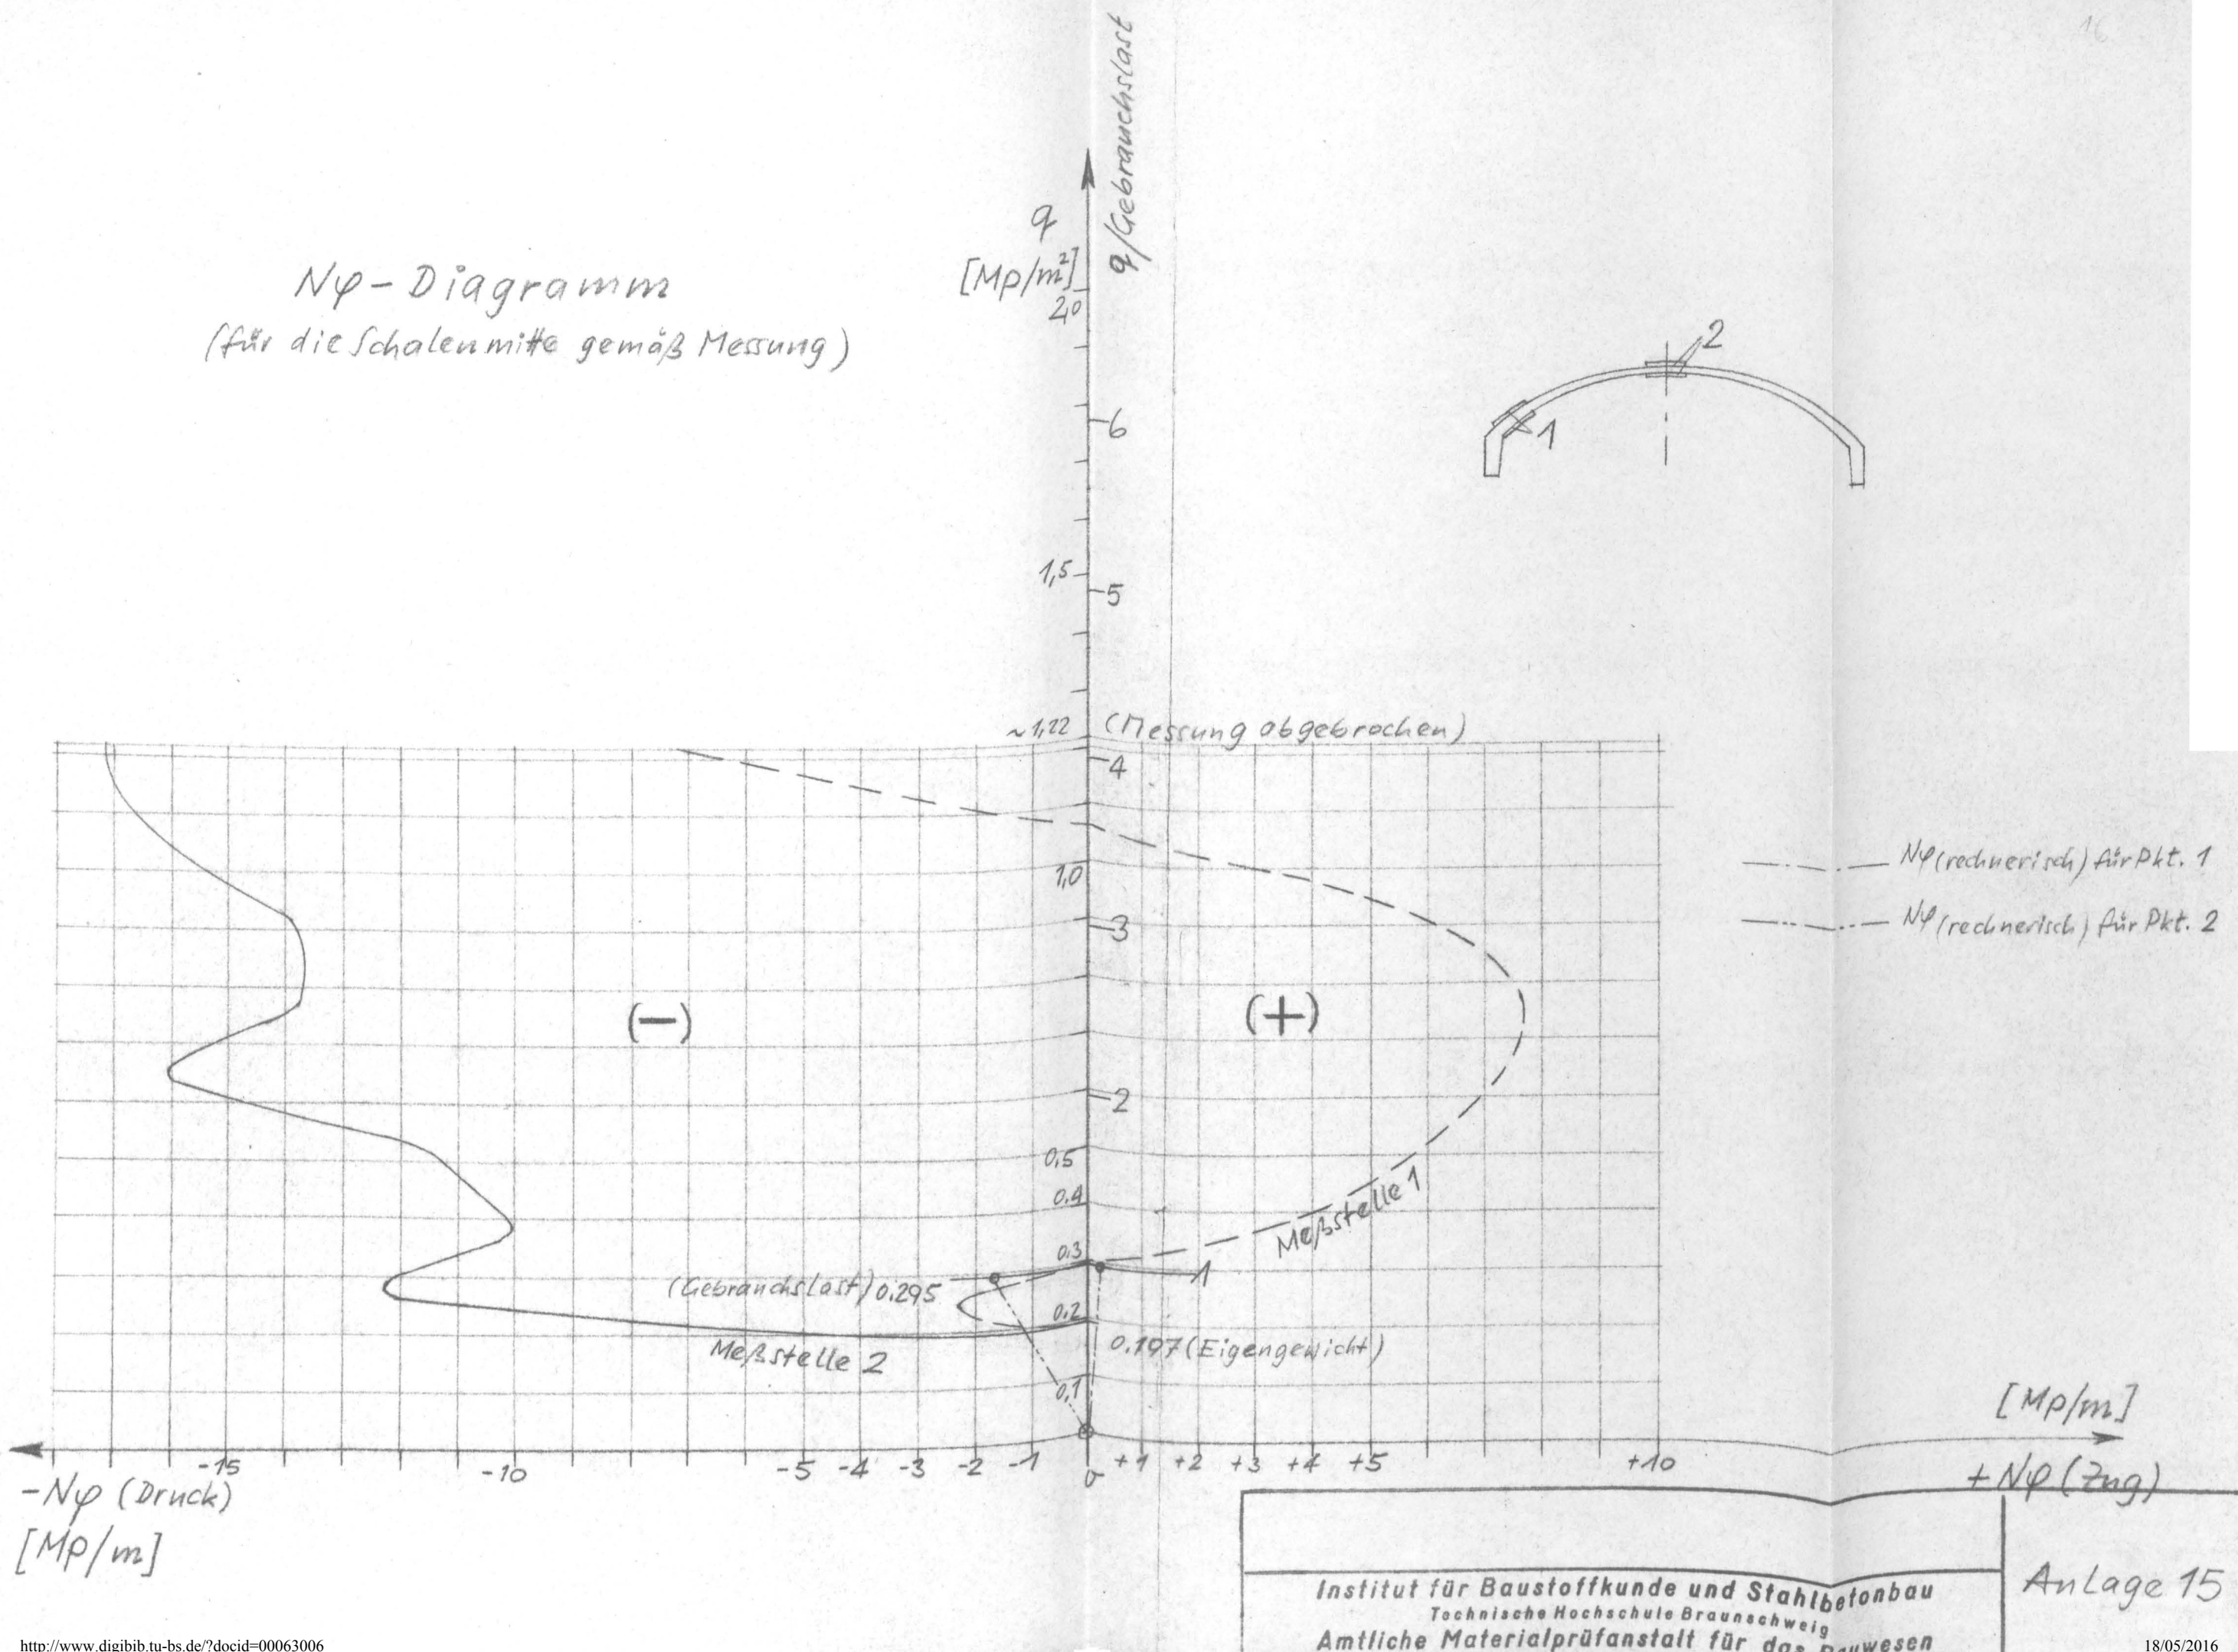 16
q/Gebrauchslast
q
[Mp/m²]
2,0
Nφ-Diagramm
(für die Schalenmitte gemäß Messung)
2
1
6
1,5
5
~1,22 (Messung abgebrochen)
4
1,0
Nφ(rechnerisch) für Pkt. 1
3
Nφ(rechnerisch) für Pkt. 2
(−)
(+)
2
0,5
0.4
Meßstelle 1
0.3
1
(Gebrauchslast) 0.295
0.2
0.197 (Eigengewicht)
Meßstelle 2
0,1
[Mp/m]
-15 -10 -5 -4 -3 -2 -1 0 +1 +2 +3 +4 +5 +10
+Nφ (Zug)
-Nφ (Druck)
[Mp/m]
Institut für Baustoffkunde und Stahlbetonbau
Technische Hochschule Braunschweig
Amtliche Materialprüfanstalt für das Bauwesen
Anlage 15
http://www.digibib.tu-bs.de/?docid=00063006
18/05/2016